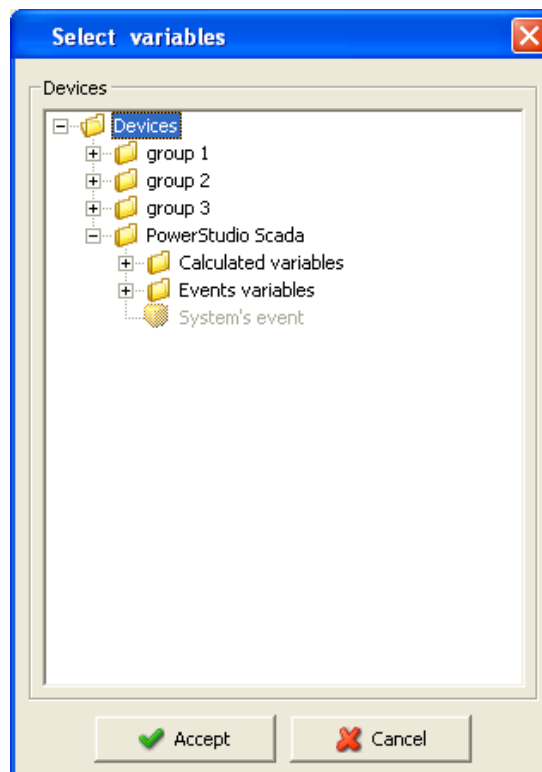 Select variables
Devices
Devices
group 1
group 2
group 3
PowerStudio Scada
Calculated variables
Events variables
System's event
Accept
Cancel